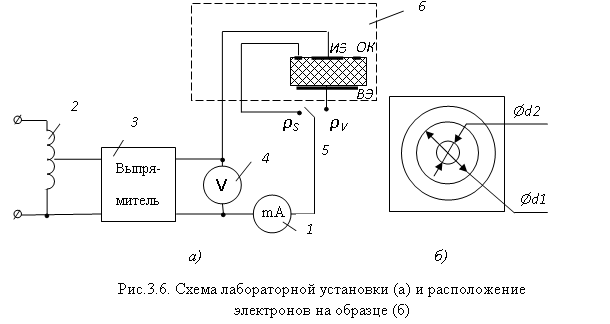 6
ИЭ ОК
ВЭ
ρS ρV
2
3
4
5
Выпря-
митель
V
mA
1
Ød2
Ød1
а)
б)
Рис.3.6. Схема лабораторной установки (а) и расположение
электронов на образце (б)